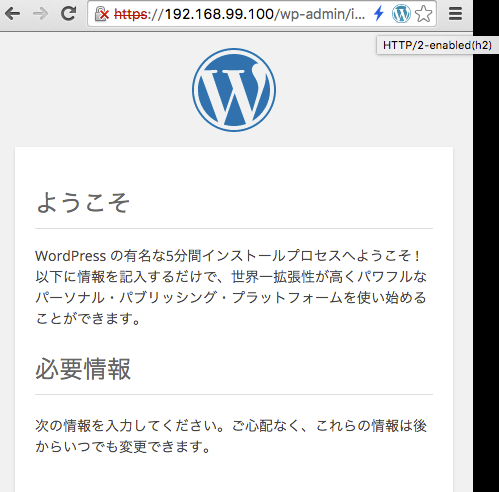 https://192.168.99.100/wp-admin/i...
HTTP/2-enabled(h2)
ようこそ
WordPress の有名な5分間インストールプロセスへようこそ !
以下に情報を記入するだけで、世界一拡張性が高くパワフルな
パーソナル・パブリッシング・プラットフォームを使い始める
ことができます。
必要情報
次の情報を入力してください。ご心配なく、これらの情報は後
からいつでも変更できます。